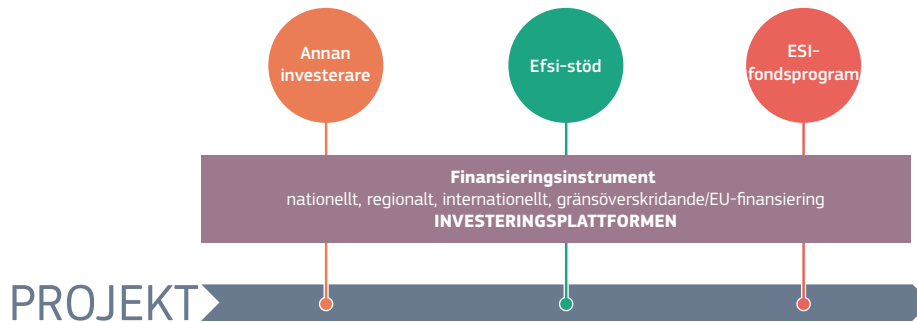 Annan
investerare
Efsi-stöd
ESI-
fondsprogram
Finansieringsinstrument
nationellt, regionalt, internationellt, gränsöverskridande/EU-finansiering
INVESTERINGSPLATTFORMEN
PROJEKT